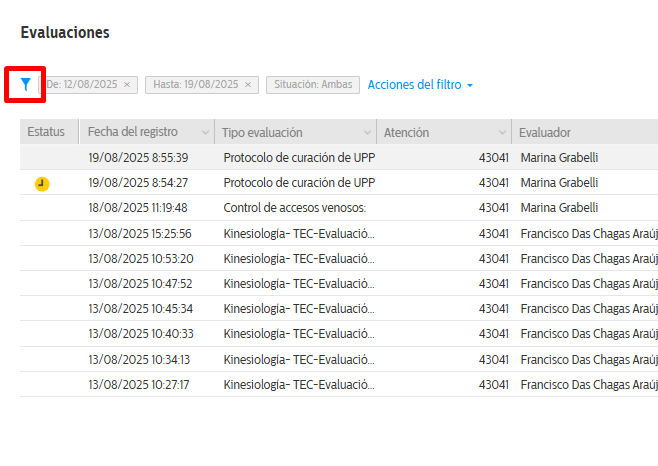 Evaluaciones
De: 12/08/2025 × Hasta: 19/08/2025 × Situación: Ambas Acciones del filtro
Estatus Fecha del registro Tipo evaluación Atención Evaluador
19/08/2025 8:55:39 Protocolo de curación de UPP 43041 Marina Grabelli
19/08/2025 8:54:27 Protocolo de curación de UPP 43041 Marina Grabelli
18/08/2025 11:19:48 Control de accesos venosos: 43041 Marina Grabelli
13/08/2025 15:25:56 Kinesiología- TEC-Evaluació... 43041 Francisco Das Chagas Araúj
13/08/2025 10:53:20 Kinesiología- TEC-Evaluació... 43041 Francisco Das Chagas Araúj
13/08/2025 10:47:52 Kinesiología- TEC-Evaluació... 43041 Francisco Das Chagas Araúj
13/08/2025 10:45:34 Kinesiología- TEC-Evaluació... 43041 Francisco Das Chagas Araúj
13/08/2025 10:40:33 Kinesiología- TEC-Evaluació... 43041 Francisco Das Chagas Araúj
13/08/2025 10:34:13 Kinesiología- TEC-Evaluació... 43041 Francisco Das Chagas Araúj
13/08/2025 10:27:17 Kinesiología- TEC-Evaluació... 43041 Francisco Das Chagas Araúj